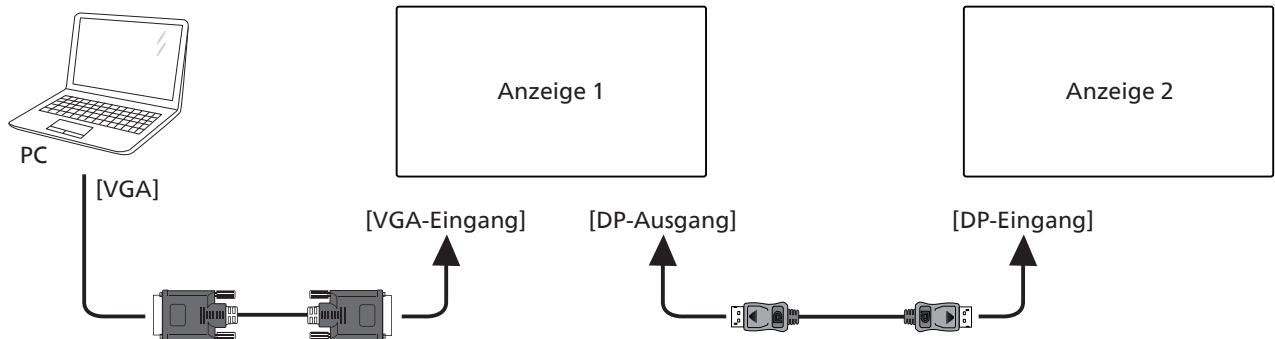 Anzeige 1
Anzeige 2
PC
[VGA]
[VGA-Eingang]
[DP-Ausgang]
[DP-Eingang]